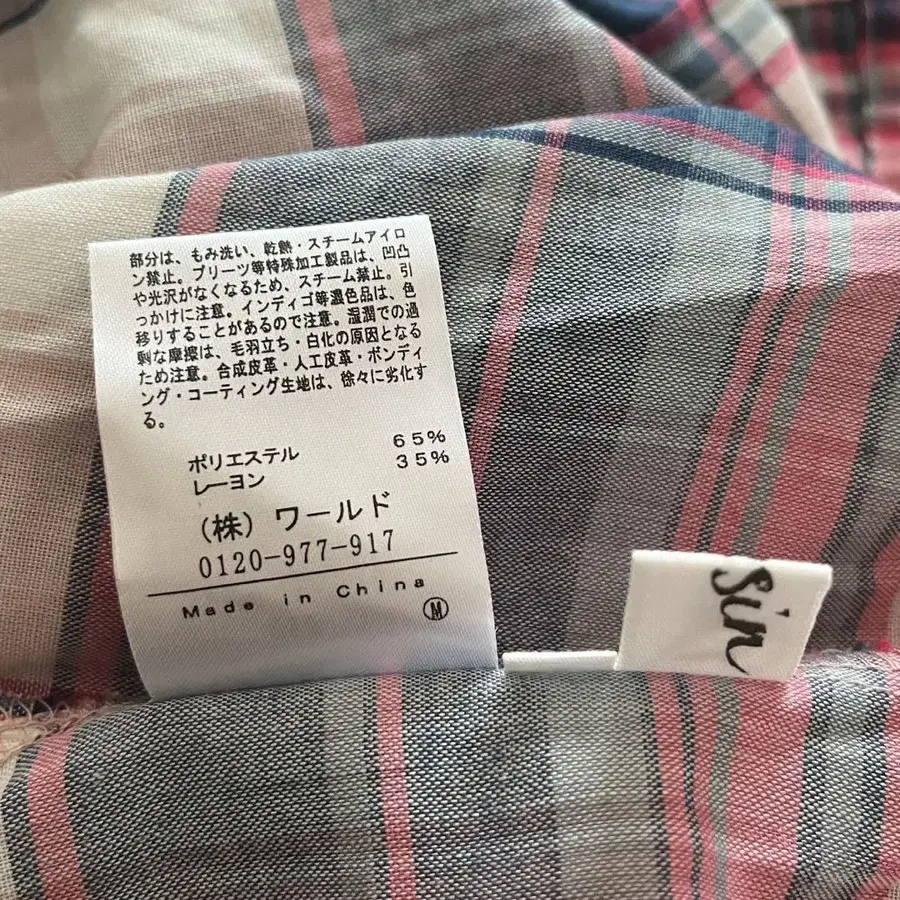 部分は、もみ洗い、乾熱・スチームアイロ
ン禁止。プリーツ等特殊加工製品は、凹凸
や光沢がなくなるため、スチーム禁止。引
っかけに注意。インディゴ等濃色品は、色
移りすることがあるので注意。湿潤での過
剰な摩擦は、毛羽立ち・白化の原因となる
ため注意。合成皮革・人工皮革・ボンディ
ング・コーティング生地は、徐々に劣化す
る。
ポリエステル 65%
レーヨン 35%
(株) ワールド
0120-977-917
Made in China
M
sin